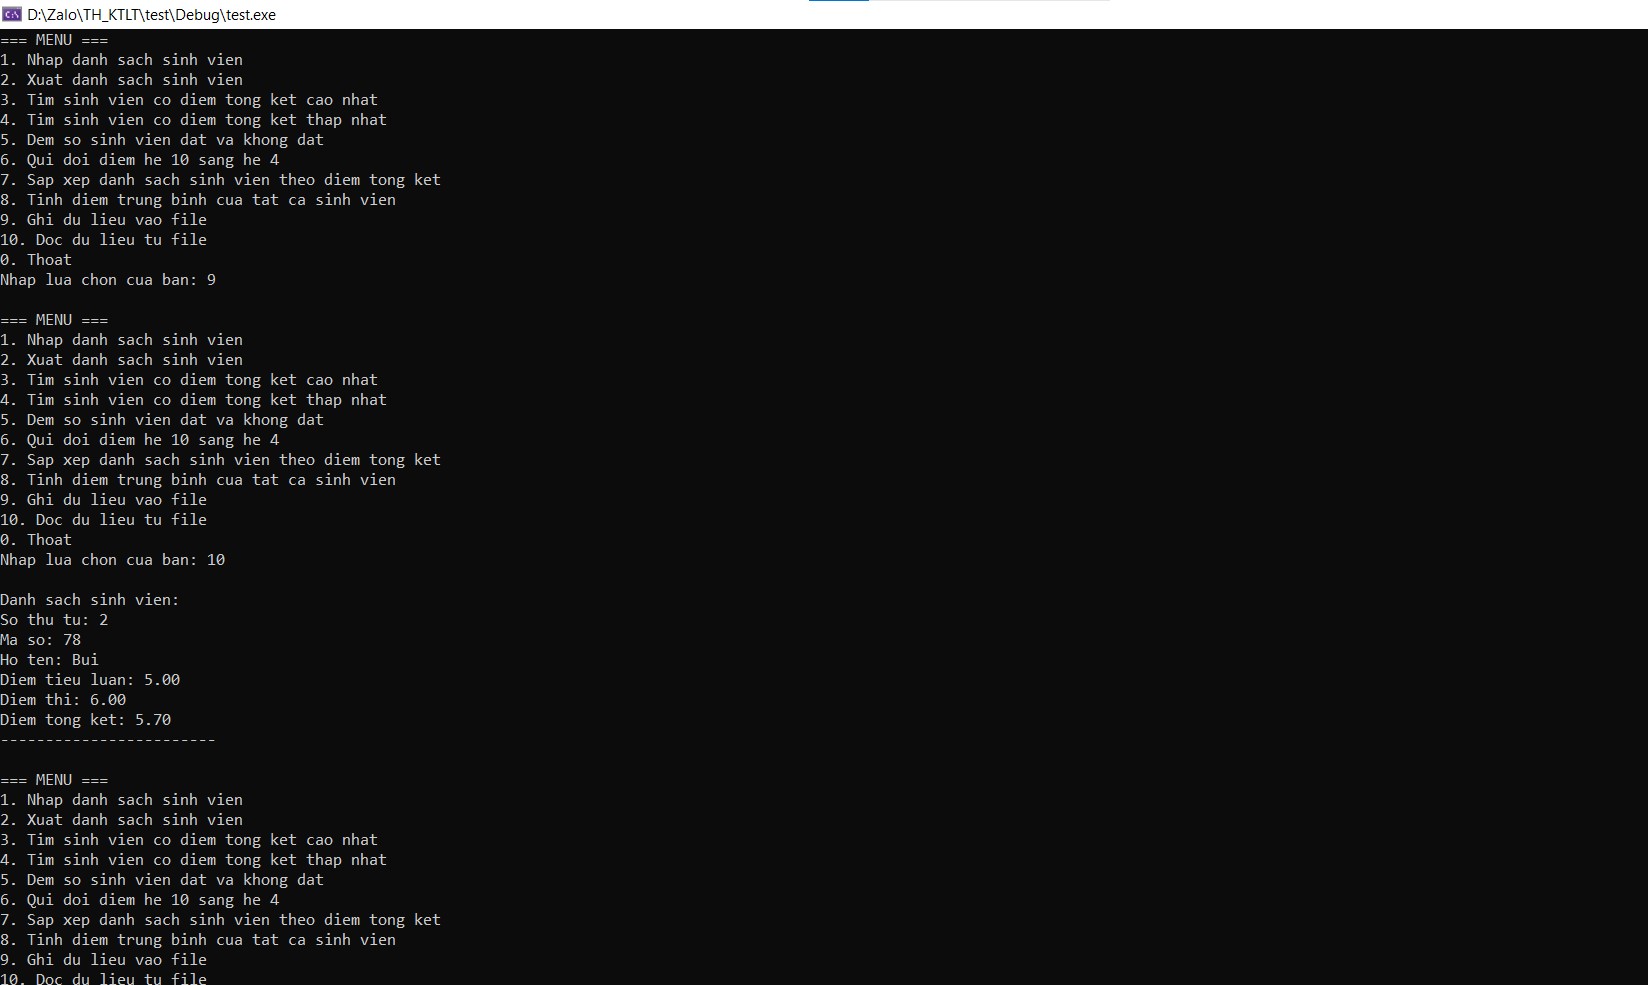 D:\Zalo\TH_KTLT\test\Debug\test.exe
=== MENU ===
1. Nhap danh sach sinh vien
2. Xuat danh sach sinh vien
3. Tim sinh vien co diem tong ket cao nhat
4. Tim sinh vien co diem tong ket thap nhat
5. Dem so sinh vien dat va khong dat
6. Qui doi diem he 10 sang he 4
7. Sap xep danh sach sinh vien theo diem tong ket
8. Tinh diem trung binh cua tat ca sinh vien
9. Ghi du lieu vao file
10. Doc du lieu tu file
0. Thoat
Nhap lua chon cua ban: 9
=== MENU ===
1. Nhap danh sach sinh vien
2. Xuat danh sach sinh vien
3. Tim sinh vien co diem tong ket cao nhat
4. Tim sinh vien co diem tong ket thap nhat
5. Dem so sinh vien dat va khong dat
6. Qui doi diem he 10 sang he 4
7. Sap xep danh sach sinh vien theo diem tong ket
8. Tinh diem trung binh cua tat ca sinh vien
9. Ghi du lieu vao file
10. Doc du lieu tu file
0. Thoat
Nhap lua chon cua ban: 10
Danh sach sinh vien:
So thu tu: 2
Ma so: 78
Ho ten: Bui
Diem tieu luan: 5.00
Diem thi: 6.00
Diem tong ket: 5.70
------------------------
=== MENU ===
1. Nhap danh sach sinh vien
2. Xuat danh sach sinh vien
3. Tim sinh vien co diem tong ket cao nhat
4. Tim sinh vien co diem tong ket thap nhat
5. Dem so sinh vien dat va khong dat
6. Qui doi diem he 10 sang he 4
7. Sap xep danh sach sinh vien theo diem tong ket
8. Tinh diem trung binh cua tat ca sinh vien
9. Ghi du lieu vao file
10. Doc du lieu tu file